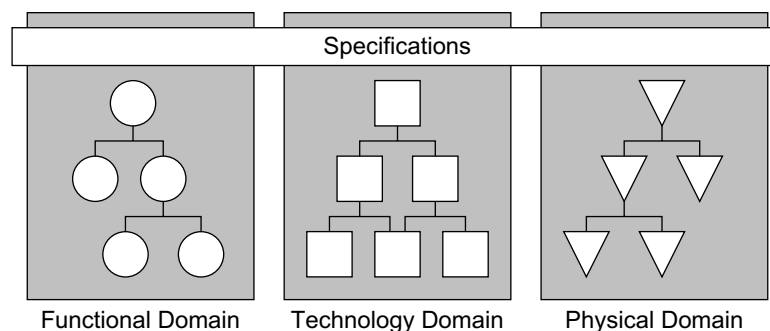 Specifications
Functional Domain
Technology Domain
Physical Domain